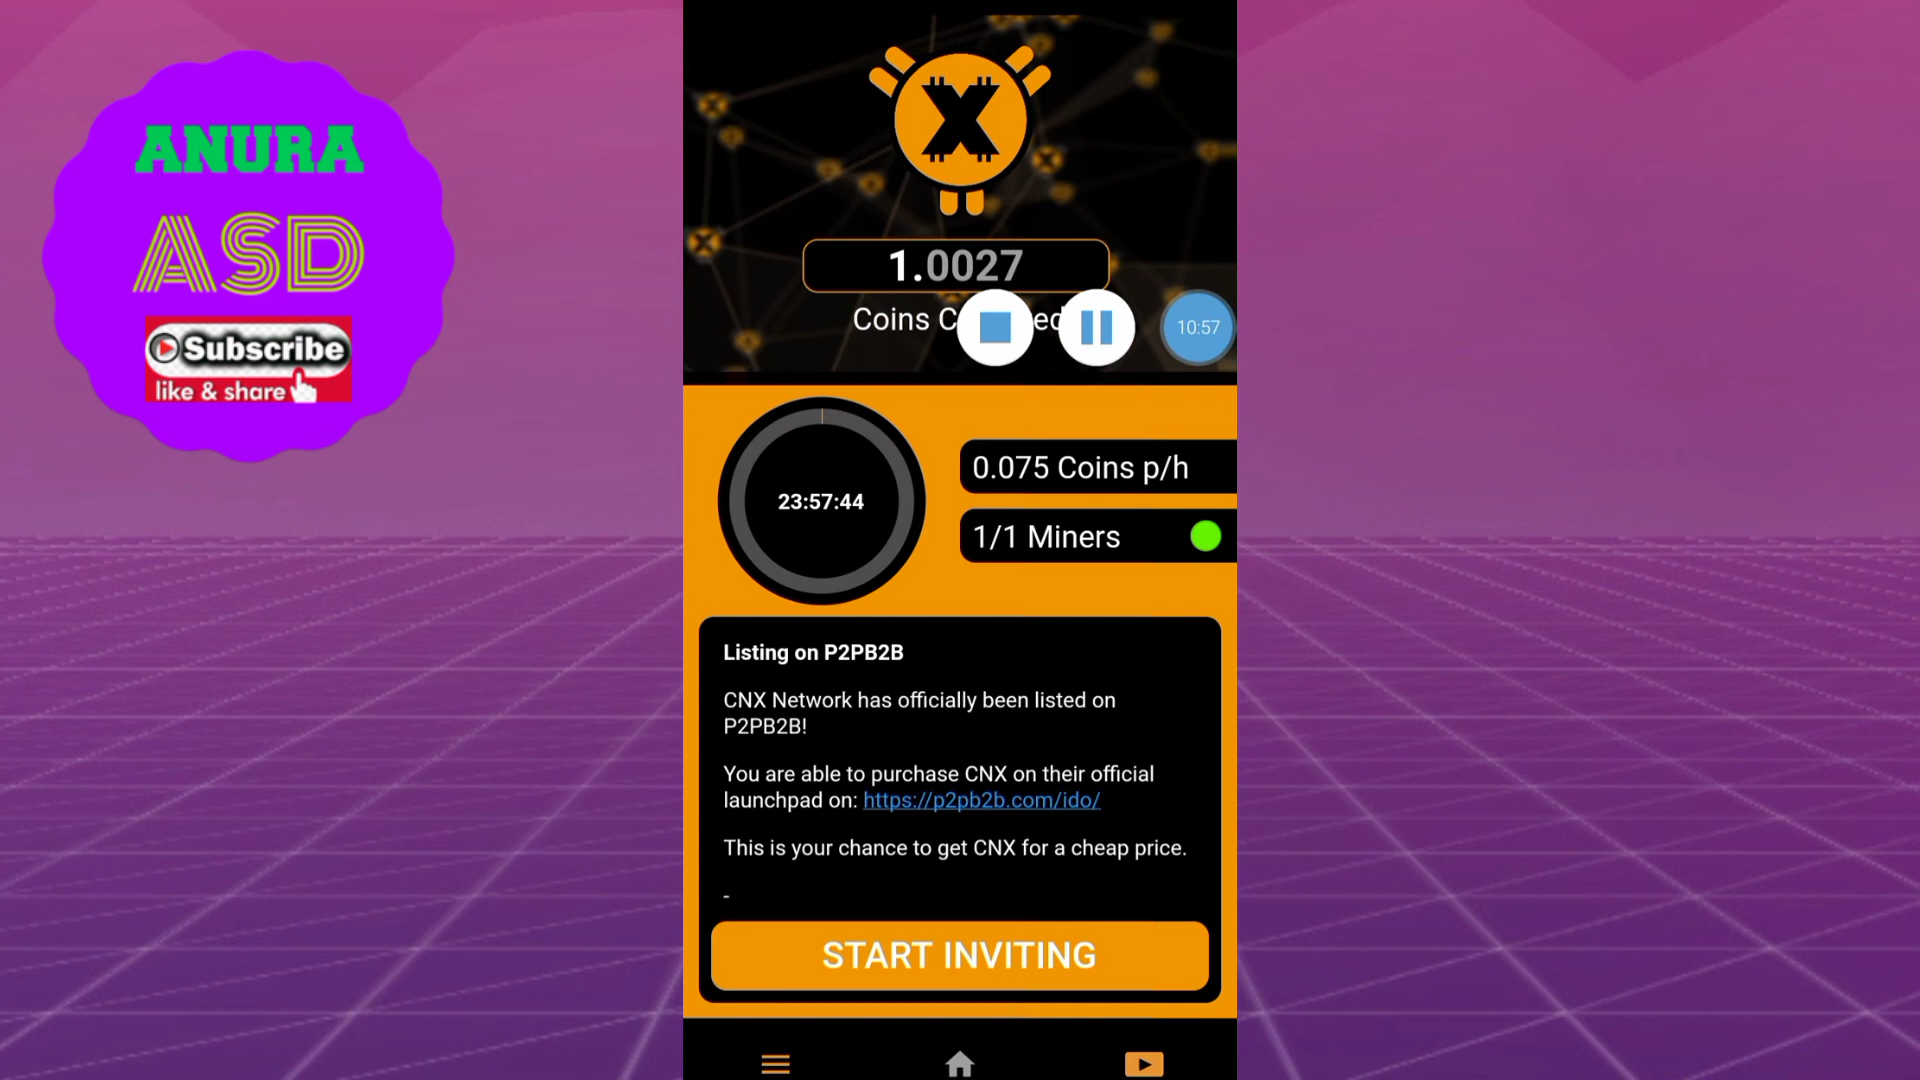 ANURA
ASD
Subscribe
like & share
1.0027
Coins C
ed
10:57
23:57:44
0.075 Coins p/h
1/1 Miners
Listing on P2PB2B
CNX Network has officially been listed on
P2PB2B!
You are able to purchase CNX on their official
launchpad on: https://p2pb2b.com/ido/
This is your chance to get CNX for a cheap price.
-
START INVITING